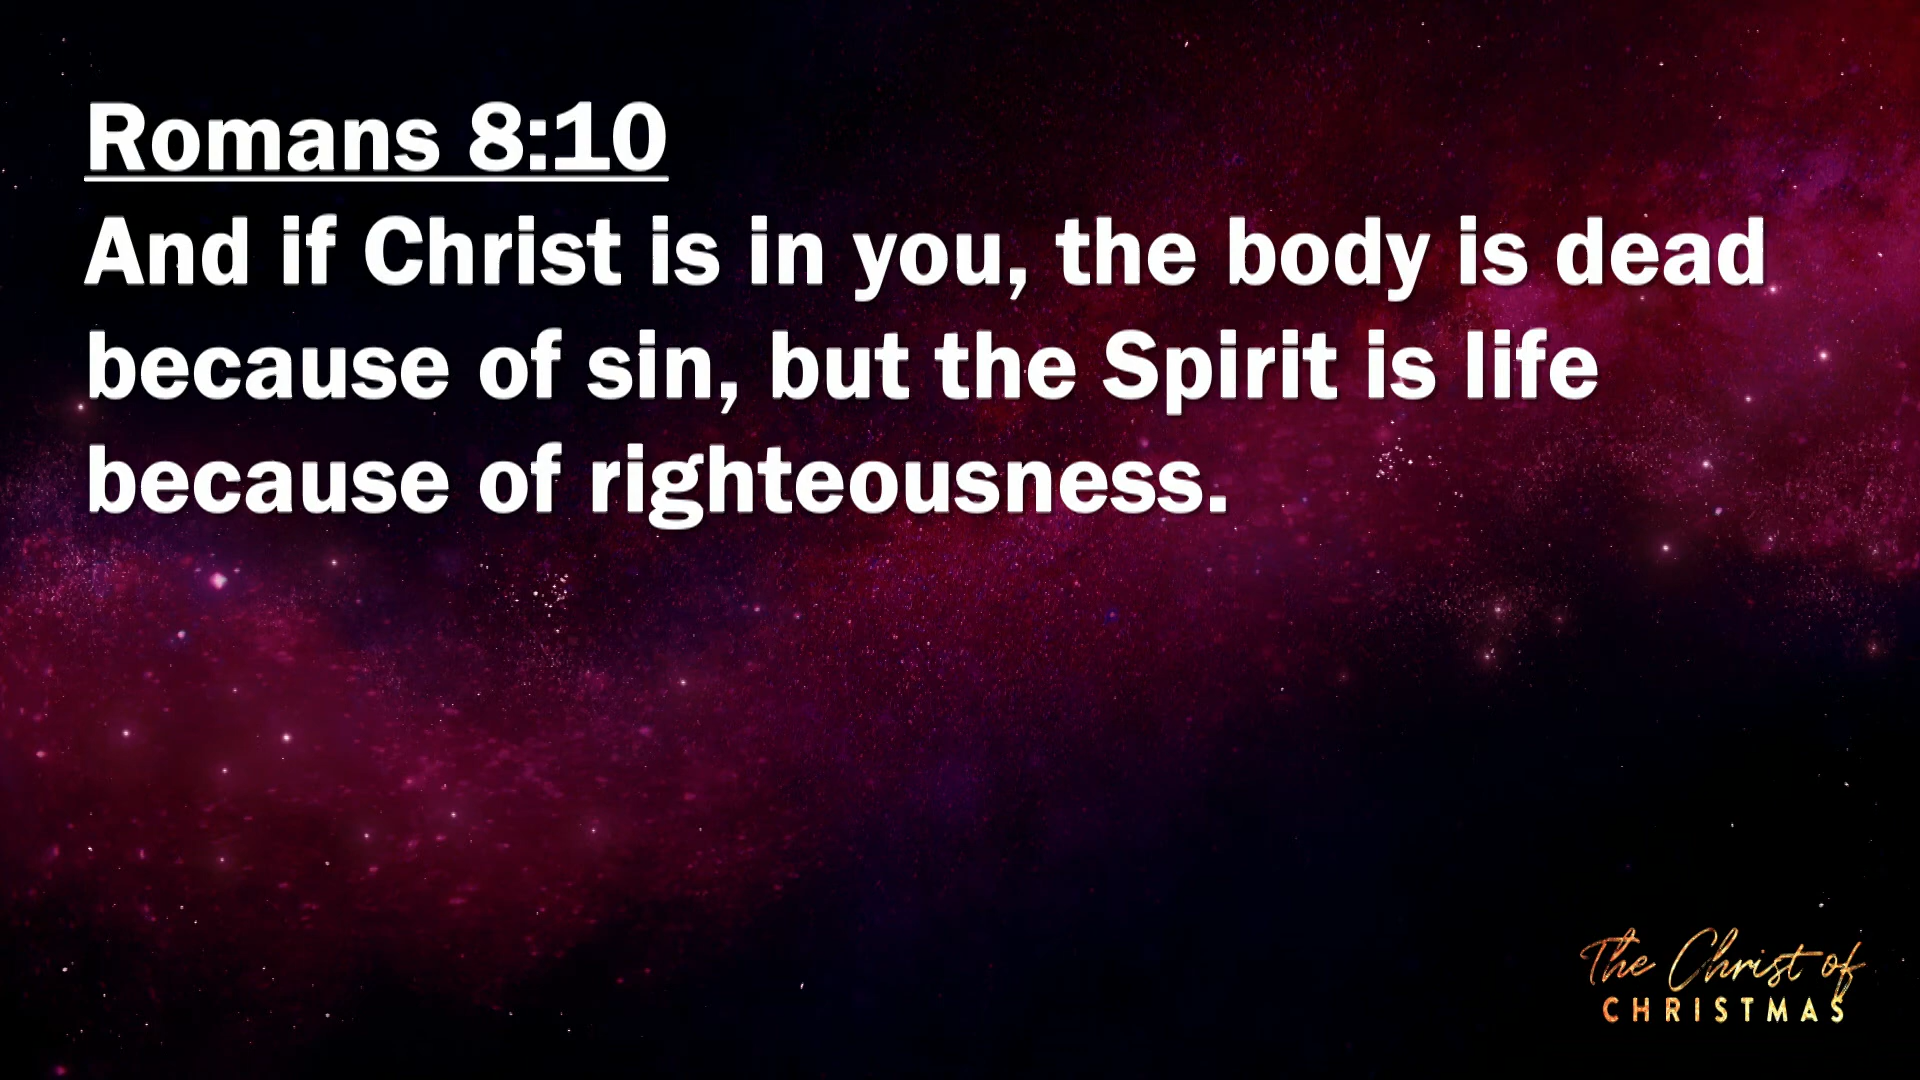 Romans 8:10
And if Christ is in you, the body is dead
because of sin, but the Spirit is life
because of righteousness.
The Christ of
CHRISTMAS